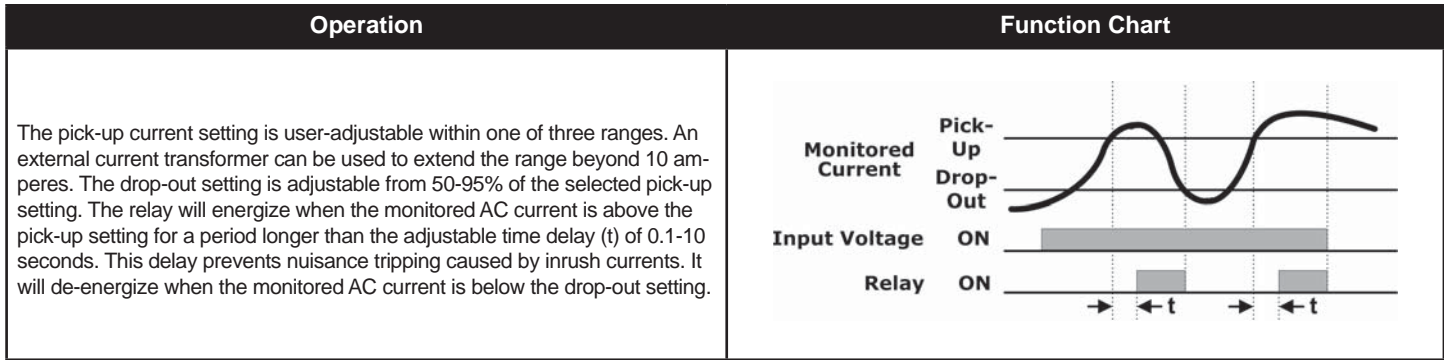 Operation
Function Chart
The pick-up current setting is user-adjustable within one of three ranges. An
external current transformer can be used to extend the range beyond 10 am-
peres. The drop-out setting is adjustable from 50-95% of the selected pick-up
setting. The relay will energize when the monitored AC current is above the
pick-up setting for a period longer than the adjustable time delay (t) of 0.1-10
seconds. This delay prevents nuisance tripping caused by inrush currents. It
will de-energize when the monitored AC current is below the drop-out setting.
Monitored
Current
Pick-
Up
Drop-
Out
Input Voltage ON
Relay ON
t t